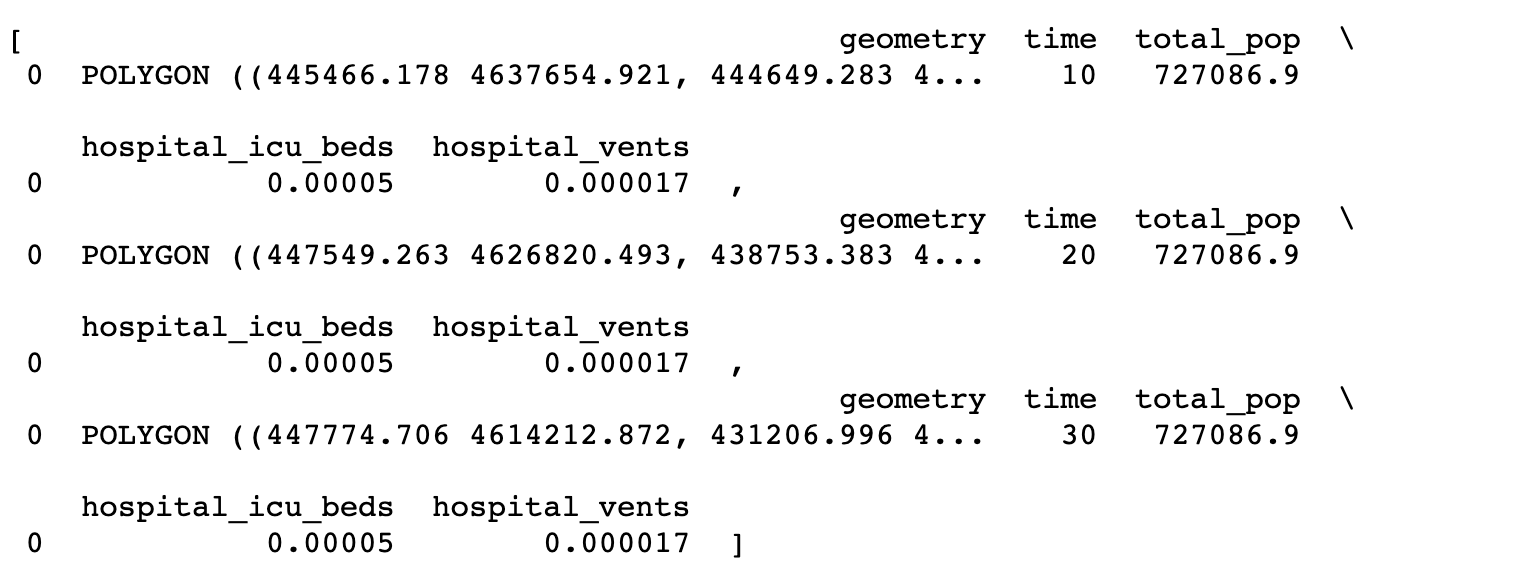 [ geometry time total_pop \
0 POLYGON ((445466.178 4637654.921, 444649.283 4... 10 727086.9
hospital_icu_beds hospital_vents
0 0.00005 0.000017 ,
geometry time total_pop \
0 POLYGON ((447549.263 4626820.493, 438753.383 4... 20 727086.9
hospital_icu_beds hospital_vents
0 0.00005 0.000017 ,
geometry time total_pop \
0 POLYGON ((447774.706 4614212.872, 431206.996 4... 30 727086.9
hospital_icu_beds hospital_vents
0 0.00005 0.000017 ]